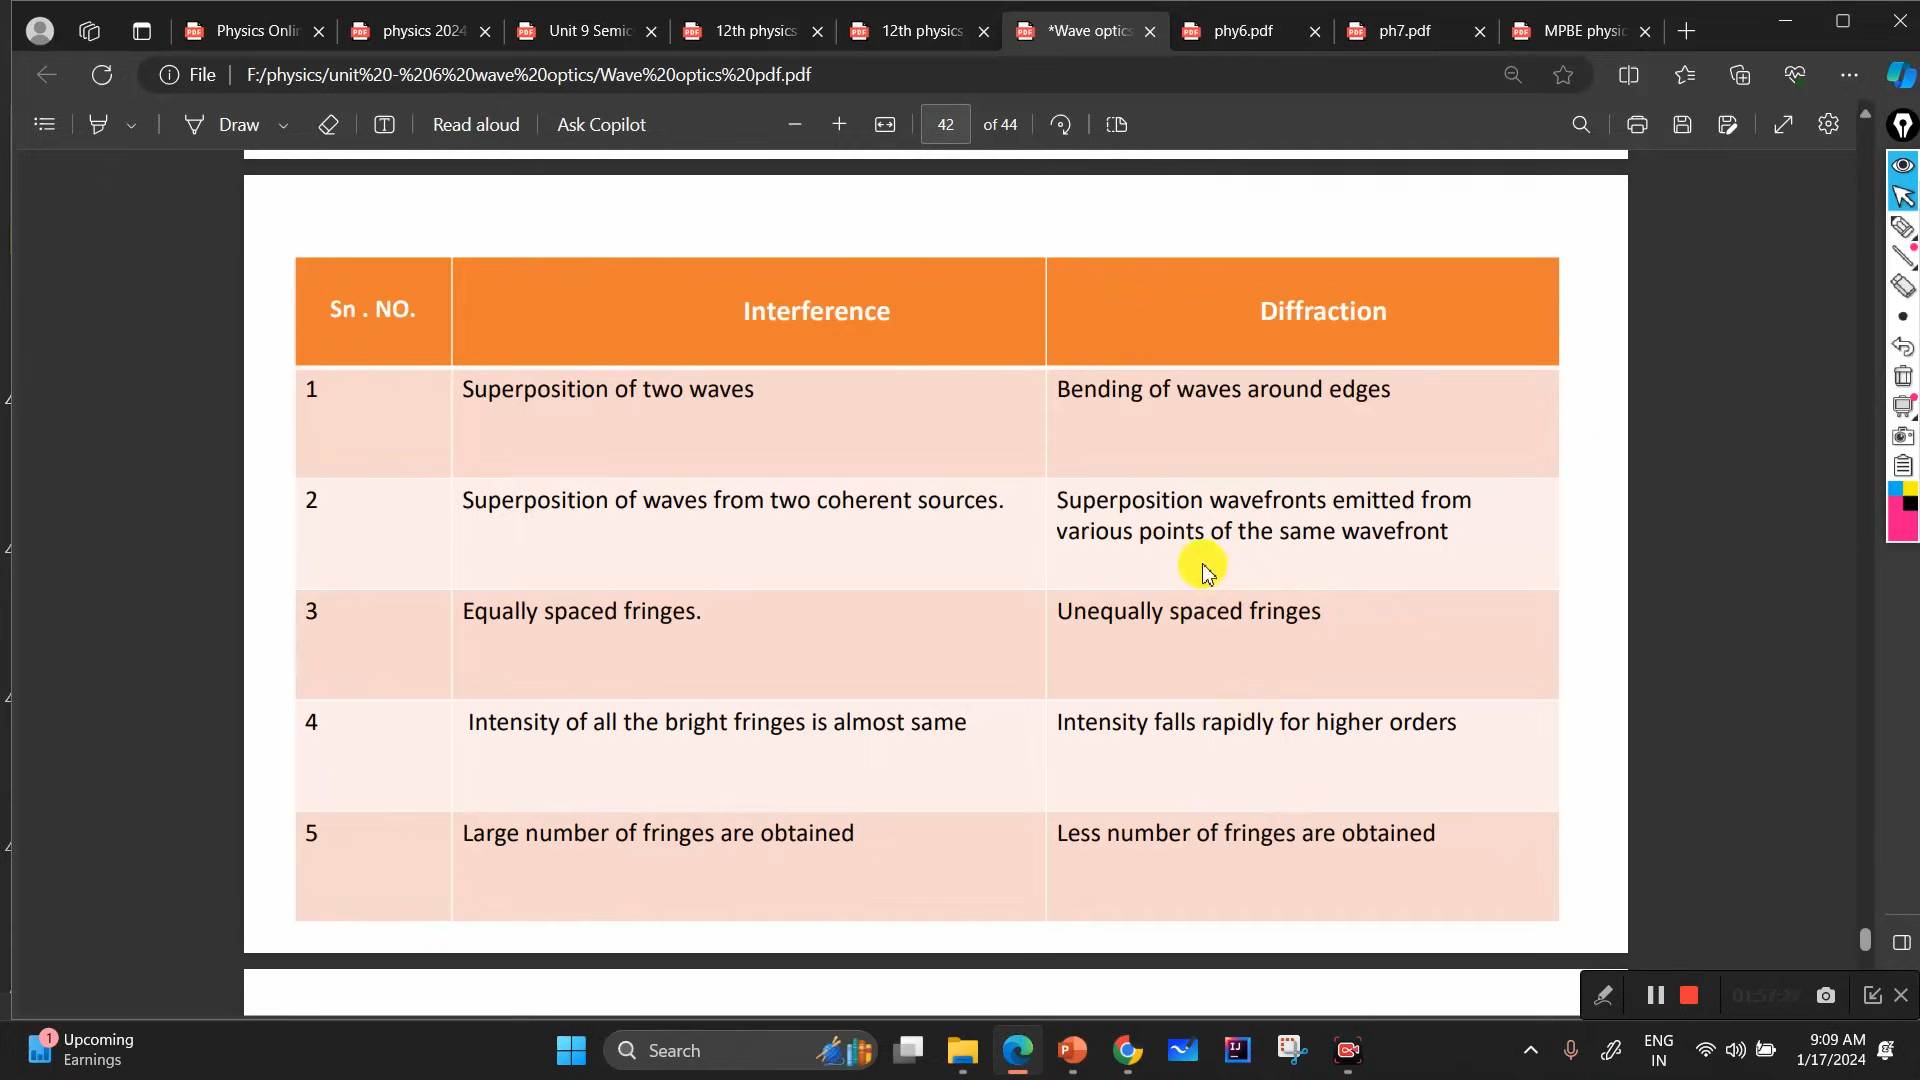 Physics Onlin
physics 2024
Unit 9 Semic
12th physics
12th physics
*Wave optics
phy6.pdf
ph7.pdf
MPBE physic
File
F:/physics/unit%20-%206%20wave%20optics/Wave%20optics%20pdf.pdf
Draw
Read aloud
Ask Copilot
42
of 44
Sn . NO.
Interference
Diffraction
1
Superposition of two waves
Bending of waves around edges
2
Superposition of waves from two coherent sources.
Superposition wavefronts emitted from
various points of the same wavefront
3
Equally spaced fringes.
Unequally spaced fringes
4
Intensity of all the bright fringes is almost same
Intensity falls rapidly for higher orders
5
Large number of fringes are obtained
Less number of fringes are obtained
1
Upcoming
Earnings
Search
ENG
IN
9:09 AM
1/17/2024